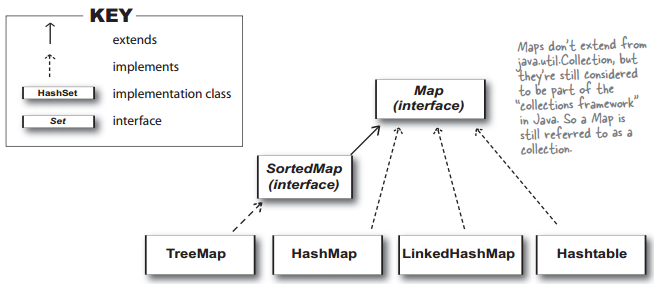 KEY
extends
implements
HashSet
implementation class
Set
interface
Maps don't extend from
java.util.Collection, but
they're still considered
to be part of the
"collections framework"
in Java. So a Map is
still referred to as a
collection.
Map
(interface)
SortedMap
(interface)
TreeMap
HashMap
LinkedHashMap
Hashtable